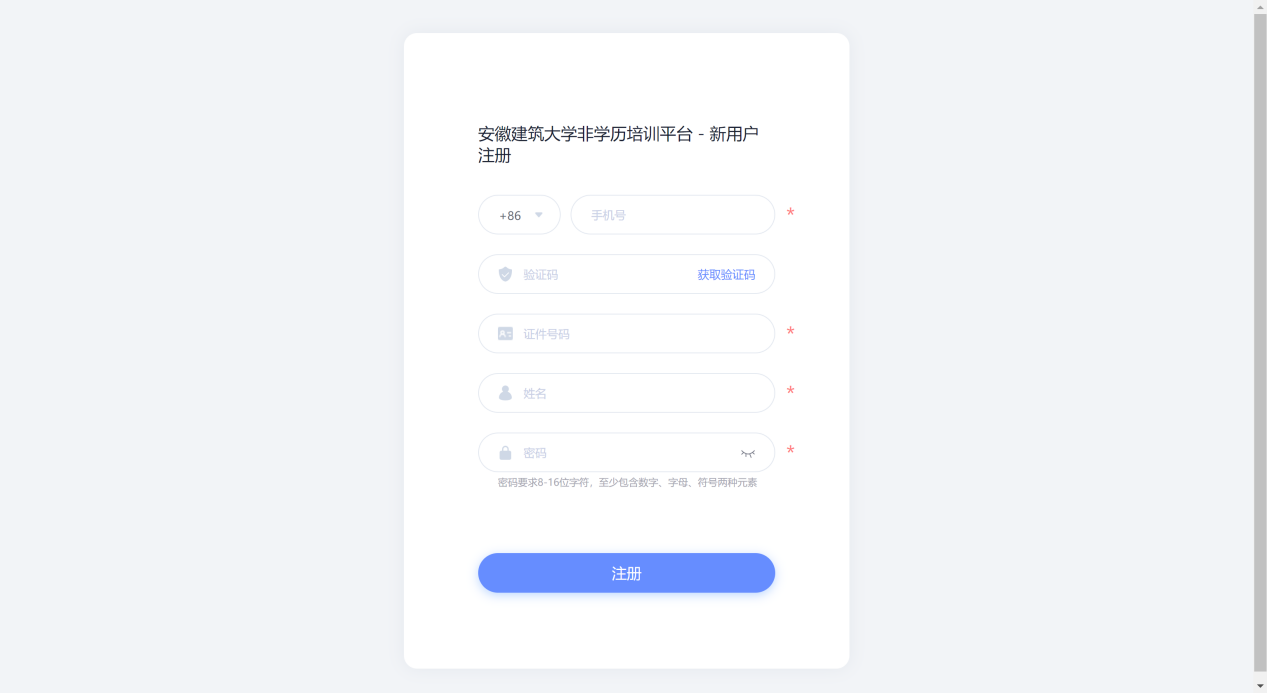 安徽建筑大学非学历培训平台 - 新用户
注册
+86
手机号
*
验证码
获取验证码
证件号码
*
姓名
*
密码
*
密码要求8-16位字符，至少包含数字、字母、符号两种元素
注册